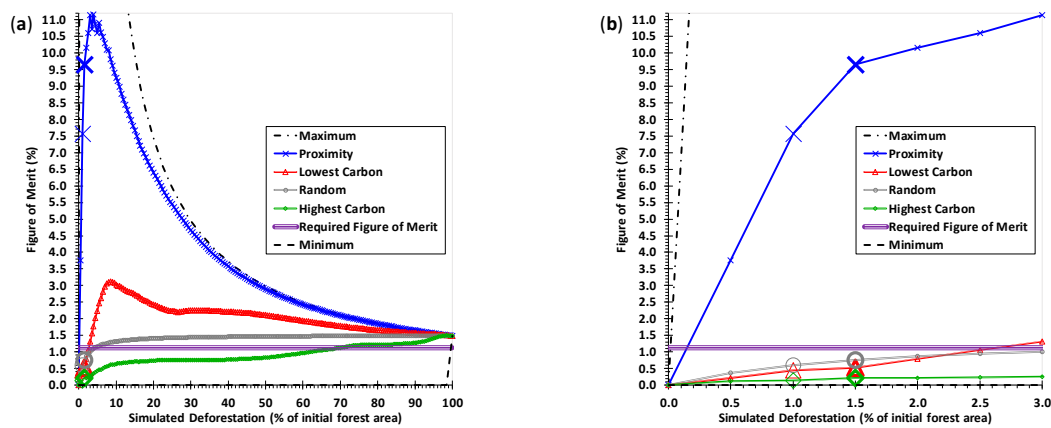 (a)
11.0
10.5
10.0
9.5
9.0
8.5
8.0
7.5
7.0
6.5
6.0
5.5
5.0
4.5
4.0
3.5
3.0
2.5
2.0
1.5
1.0
0.5
0.0
Figure of Merit (%)
Maximum
Proximity
Lowest Carbon
Random
Highest Carbon
Required Figure of Merit
Minimum
0 10 20 30 40 50 60 70 80 90 100
Simulated Deforestation (% of initial forest area)
(b)
11.0
10.5
10.0
9.5
9.0
8.5
8.0
7.5
7.0
6.5
6.0
5.5
5.0
4.5
4.0
3.5
3.0
2.5
2.0
1.5
1.0
0.5
0.0
Figure of Merit (%)
Maximum
Proximity
Lowest Carbon
Random
Highest Carbon
Required Figure of Merit
Minimum
0.0 0.5 1.0 1.5 2.0 2.5 3.0
Simulated Deforestation (% of initial forest area)